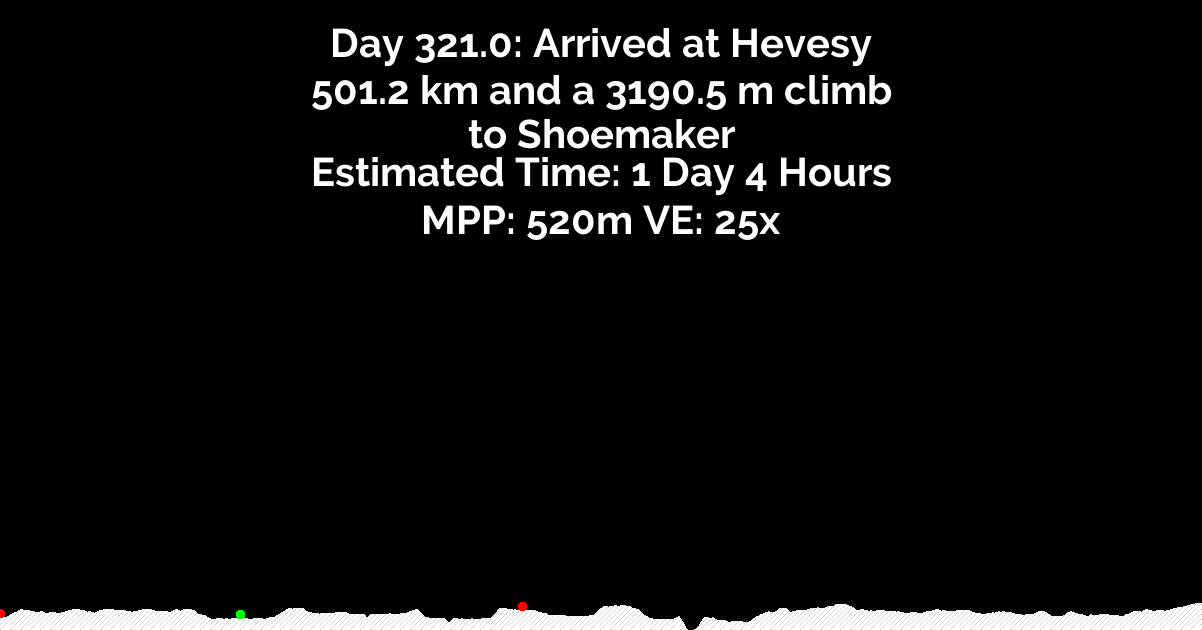 Day 321.0: Arrived at Hevesy
501.2 km and a 3190.5 m climb
to Shoemaker
Estimated Time: 1 Day 4 Hours
MPP: 520m VE: 25x